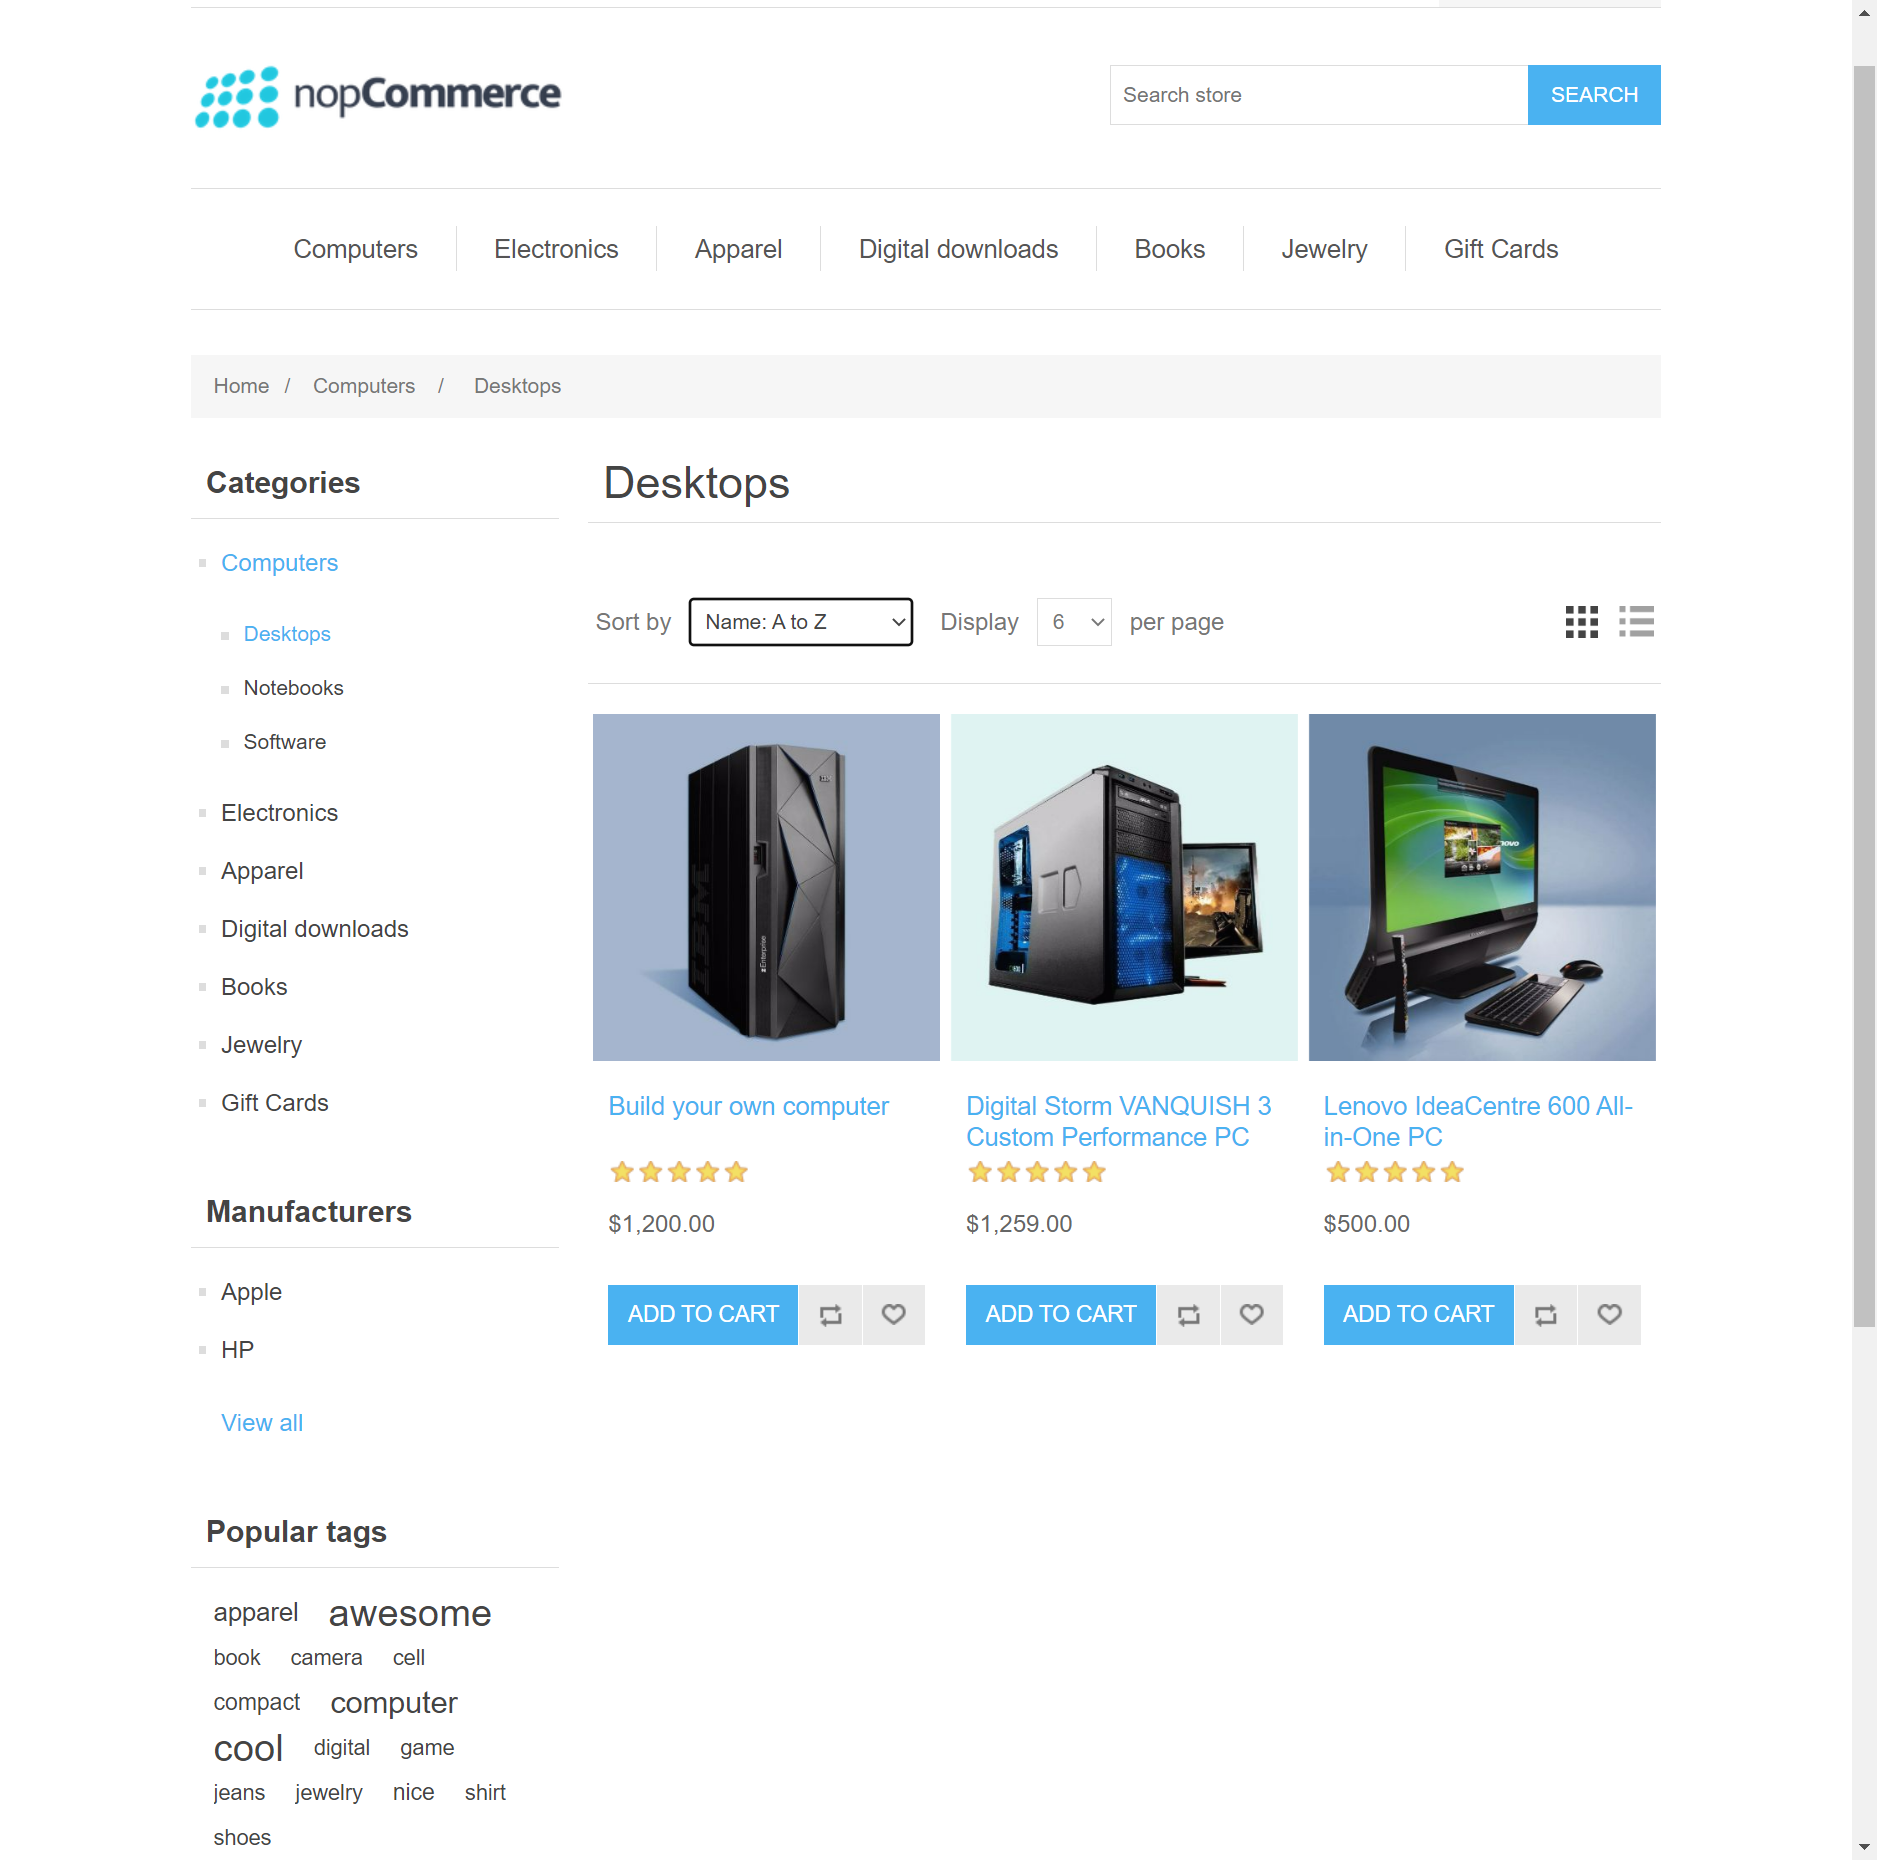 nopCommerce
Search store
SEARCH
Computers Electronics Apparel Digital downloads Books Jewelry Gift Cards
Home / Computers / Desktops
Categories
Computers
Desktops
Notebooks
Software
Electronics
Apparel
Digital downloads
Books
Jewelry
Gift Cards
Manufacturers
Apple
HP
View all
Popular tags
apparel awesome
book camera cell
compact computer
cool digital game
jeans jewelry nice shirt
shoes
Desktops
Sort by Name: A to Z Display 6 per page
IBM
Enterprise
Build your own computer
$1,200.00
ADD TO CART
Digital Storm VANQUISH 3
Custom Performance PC
$1,259.00
ADD TO CART
Lenovo IdeaCentre 600 All-
in-One PC
$500.00
ADD TO CART